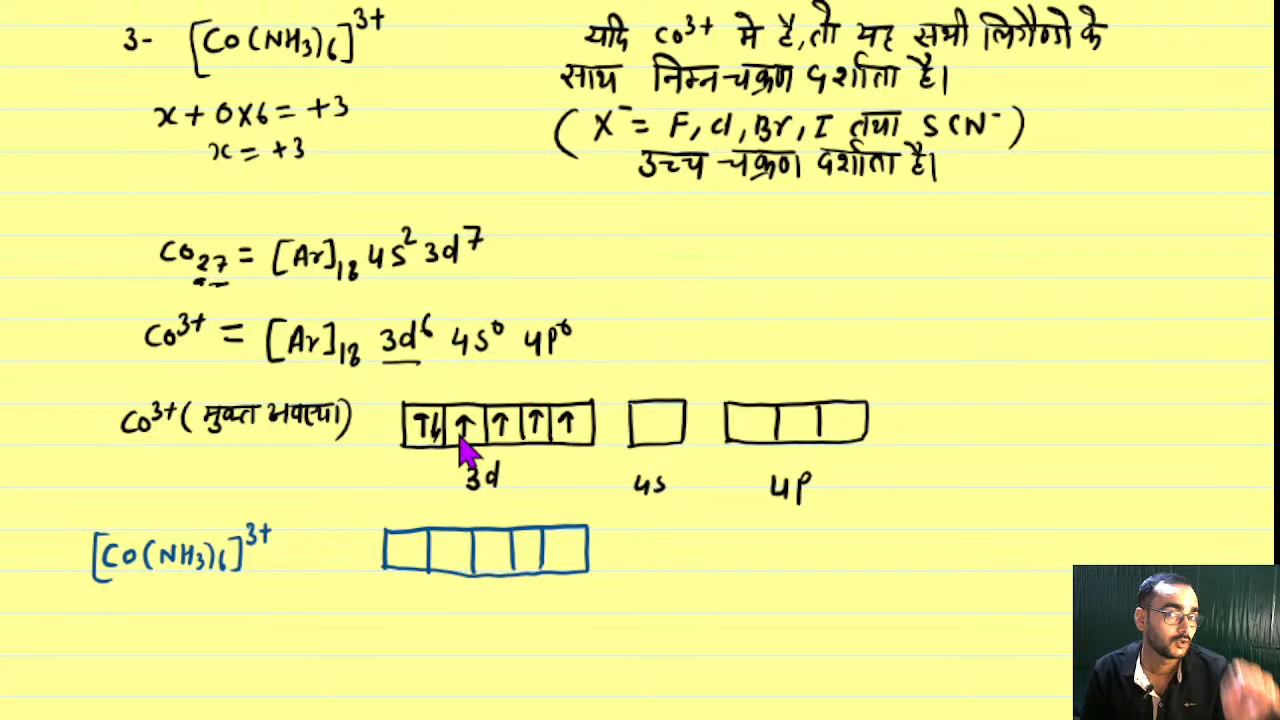 3- [Co(NH3)6]³⁺
x + 0x6 = +3
x = +3
यदि Co³⁺ मे है, तो यह सभी लिगैण्गे के
साथ निम्न चक्रण दर्शाता है।
( X⁻ = F, Cl, Br, I तथा SCN⁻ )
उच्च चक्रण दर्शाता है।
Co₂₇ = [Ar]₁₈ 4s² 3d⁷
Co³⁺ = [Ar]₁₈ 3d⁶ 4s⁰ 4p⁰
Co³⁺ ( मुक्त अवस्था) ↑↓ ↑ ↑ ↑ ↑
3d 4s 4p
[Co(NH3)6]³⁺